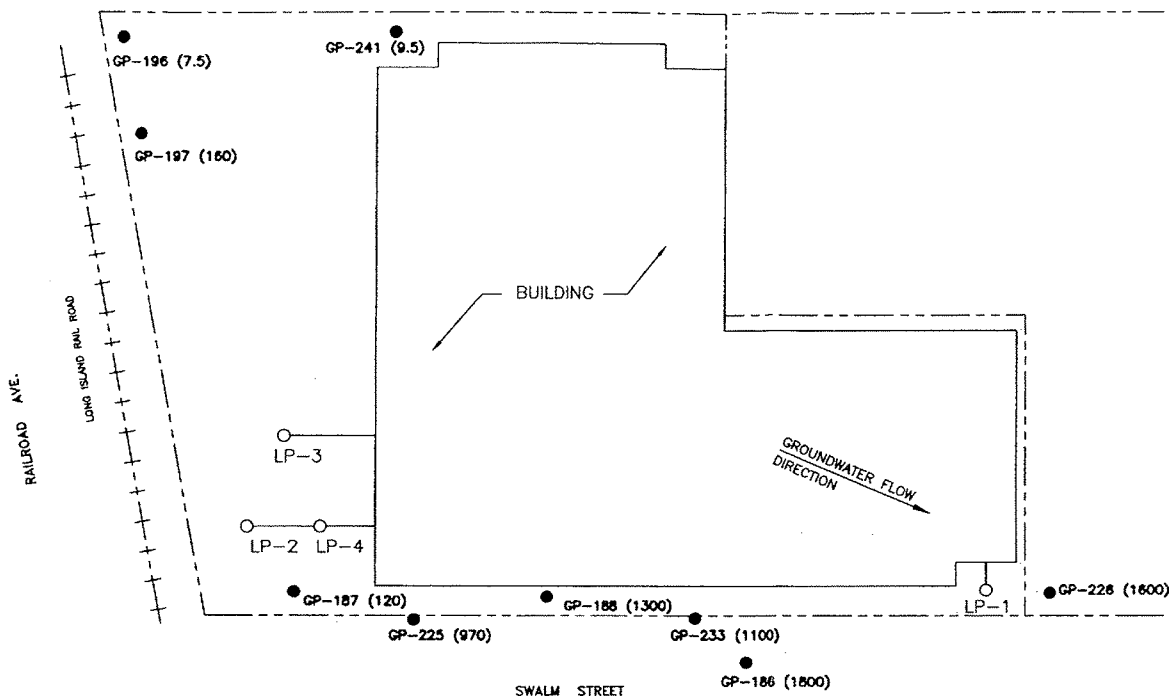 GP-196 (7.5)
GP-241 (9.5)
GP-197 (160)
BUILDING
LONG ISLAND RAIL ROAD
RAILROAD AVE.
LP-3
GROUNDWATER FLOW
DIRECTION
LP-2
LP-4
GP-187 (120)
GP-188 (1300)
LP-1
GP-226 (1600)
GP-225 (970)
GP-233 (1100)
GP-186 (1800)
SWALM STREET